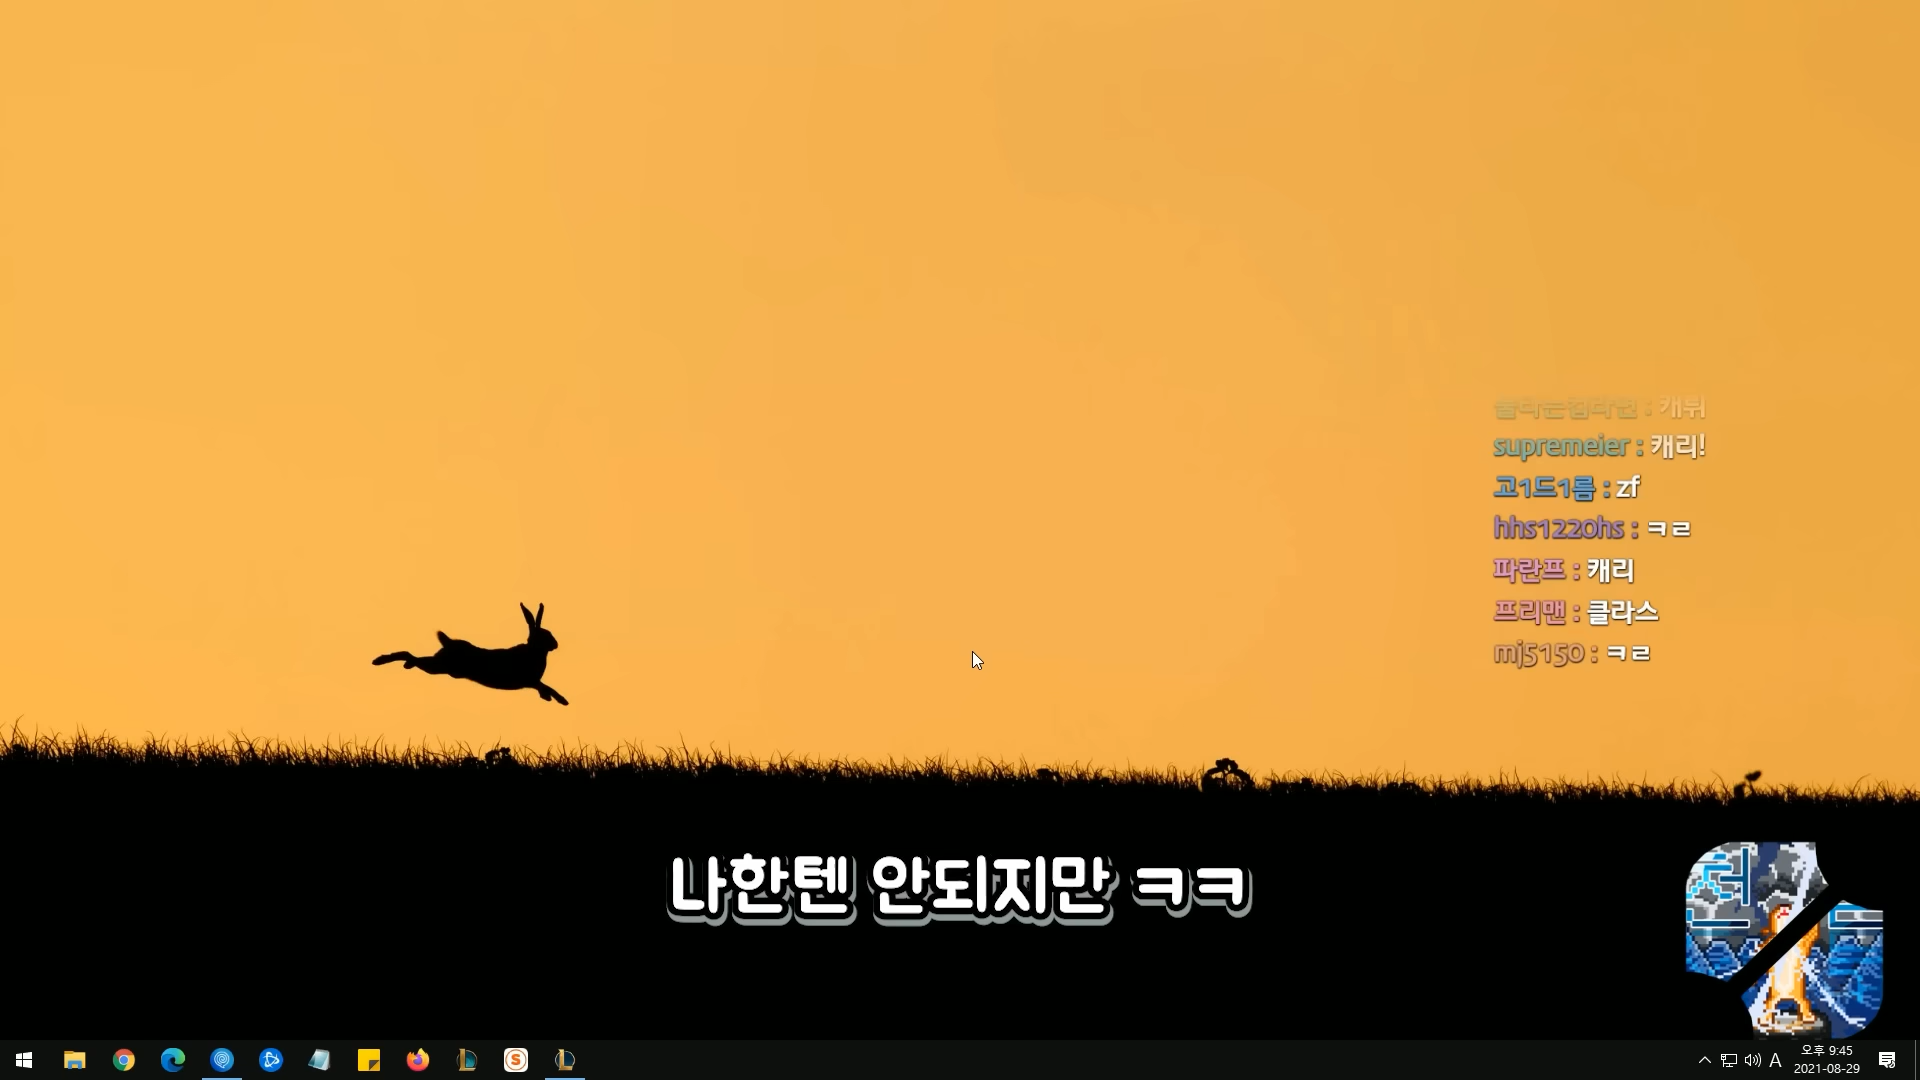 : 캐뤼
supremeier : 캐리!
고1드1름 : zf
hhs1220hs : ㅋㄹ
파란프 : 캐리
프리맨 : 클라스
mj5150 : ㅋㄹ
나한텐 안되지만 ㅋㅋ
A
오후 9:45
2021-08-29